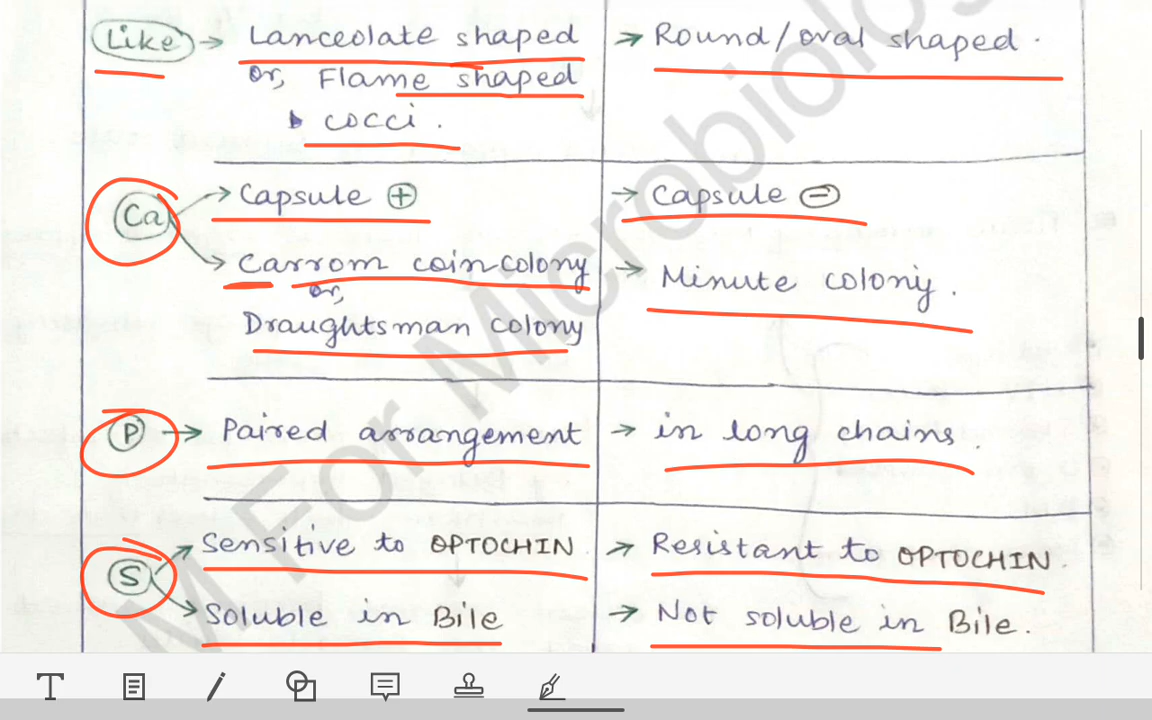 Like → Lanceolate shaped → Round/oval shaped.
or, Flame shaped
cocci.
Ca → Capsule ⊕ → Capsule ⊖
→ Carrom coin colony → Minute colony.
or,
Draughtsman colony
P → Paired arrangement → in long chains.
S → Sensitive to OPTOCHIN → Resistant to OPTOCHIN.
→ Soluble in Bile → Not soluble in Bile.
M For Microbiolo
T